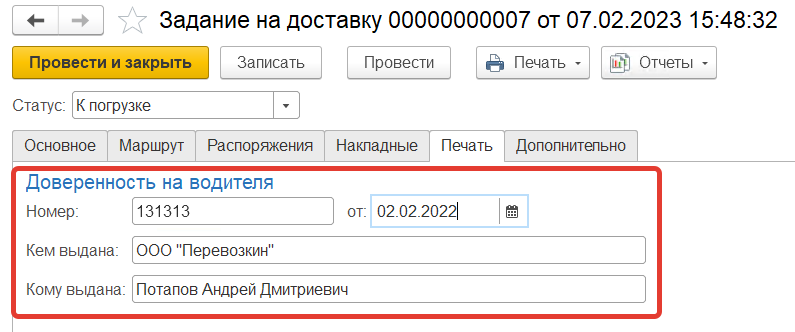 Задание на доставку 00000000007 от 07.02.2023 15:48:32
Провести и закрыть Записать Провести Печать Отчеты
Статус: К погрузке
Основное Маршрут Распоряжения Накладные Печать Дополнительно
Доверенность на водителя
Номер: 131313 от: 02.02.2022
Кем выдана: ООО "Перевозкин"
Кому выдана: Потапов Андрей Дмитриевич